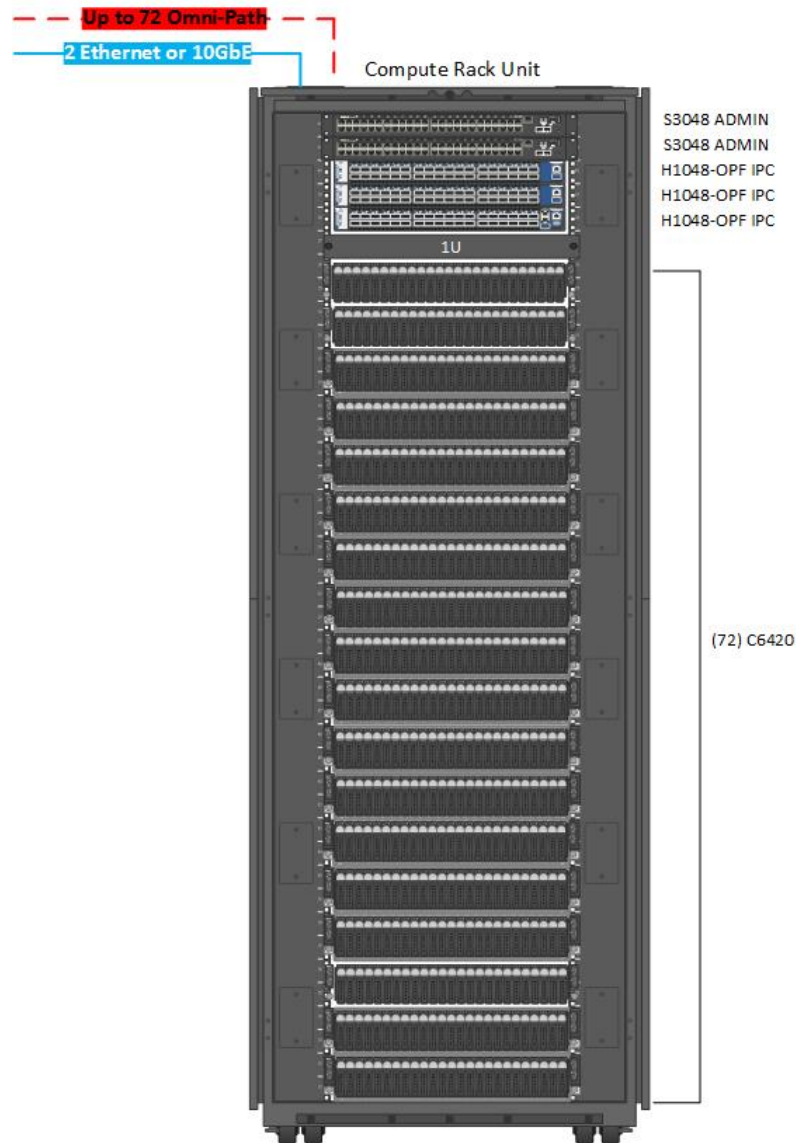 Up to 72 Omni-Path
2 Ethernet or 10GbE
Compute Rack Unit
S3048 ADMIN
S3048 ADMIN
H1048-OPF IPC
H1048-OPF IPC
H1048-OPF IPC
1U
(72) C6420